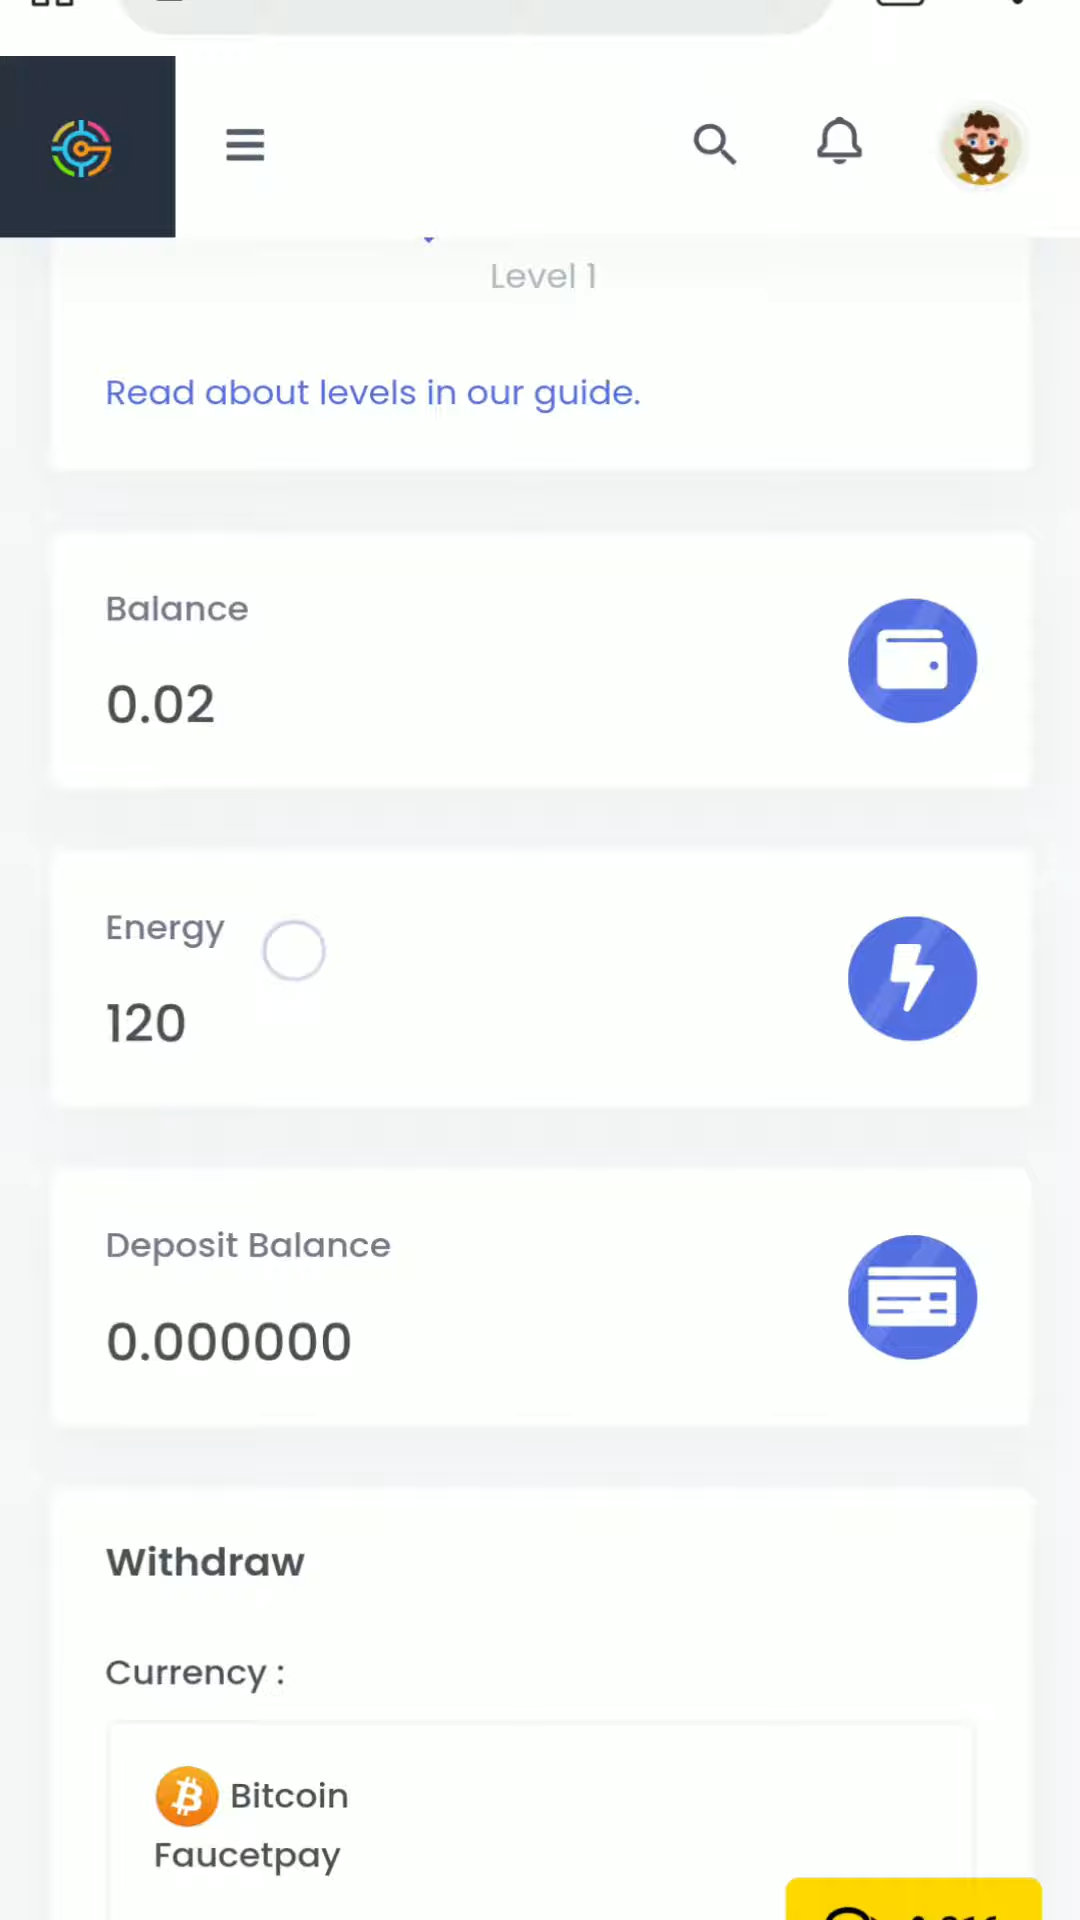 Level 1
Read about levels in our guide.
Balance
0.02
Energy
120
Deposit Balance
0.000000
Withdraw
Currency :
Bitcoin
Faucetpay